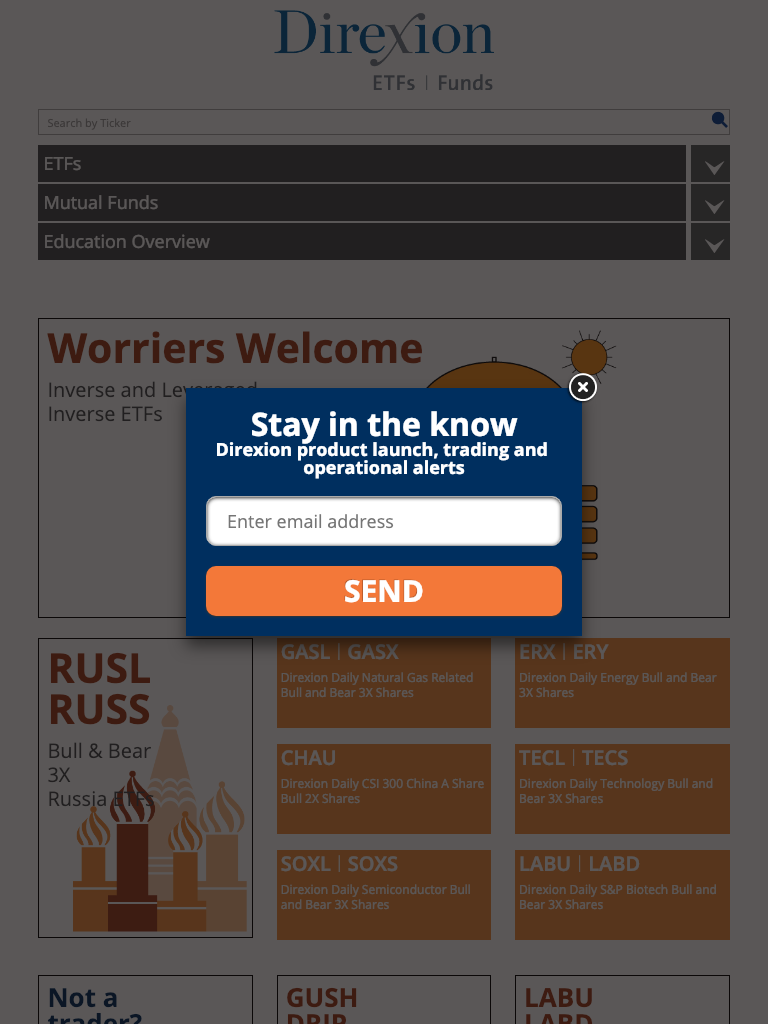 Direxion
ETFs | Funds
Search by Ticker
ETFs
Mutual Funds
Education Overview
Worriers Welcome
Inverse and Leveraged
Inverse ETFs
Stay in the know
Direxion product launch, trading and
operational alerts
Enter email address
SEND
RUSL
RUSS
Bull & Bear
3X
Russia ETFs
GASL | GASX
Direxion Daily Natural Gas Related
Bull and Bear 3X Shares
ERX | ERY
Direxion Daily Energy Bull and Bear
3X Shares
CHAU
Direxion Daily CSI 300 China A Share
Bull 2X Shares
TECL | TECS
Direxion Daily Technology Bull and
Bear 3X Shares
SOXL | SOXS
Direxion Daily Semiconductor Bull
and Bear 3X Shares
LABU | LABD
Direxion Daily S&P Biotech Bull and
Bear 3X Shares
Not a
trader?
GUSH
DRIP
LABU
LABD